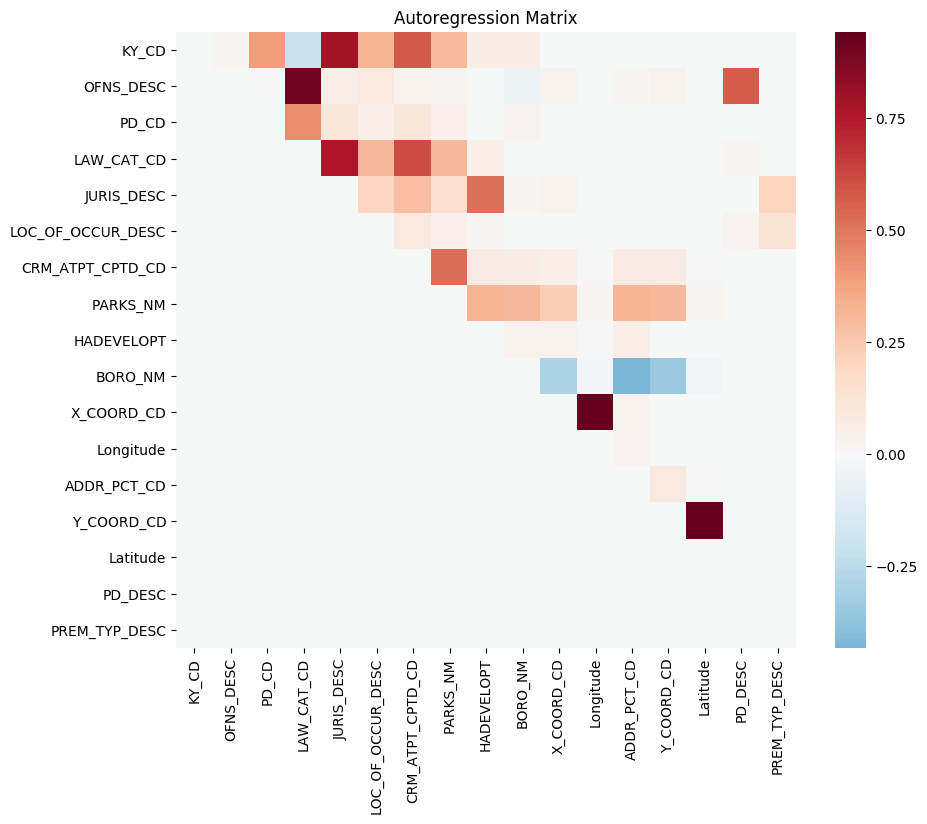 Autoregression Matrix
KY_CD
OFNS_DESC
PD_CD
LAW_CAT_CD
JURIS_DESC
LOC_OF_OCCUR_DESC
CRM_ATPT_CPTD_CD
PARKS_NM
HADEVELOPT
BORO_NM
X_COORD_CD
Longitude
ADDR_PCT_CD
Y_COORD_CD
Latitude
PD_DESC
PREM_TYP_DESC
KY_CD
OFNS_DESC
PD_CD
LAW_CAT_CD
JURIS_DESC
LOC_OF_OCCUR_DESC
CRM_ATPT_CPTD_CD
PARKS_NM
HADEVELOPT
BORO_NM
X_COORD_CD
Longitude
ADDR_PCT_CD
Y_COORD_CD
Latitude
PD_DESC
PREM_TYP_DESC
0.75
0.50
0.25
0.00
−0.25